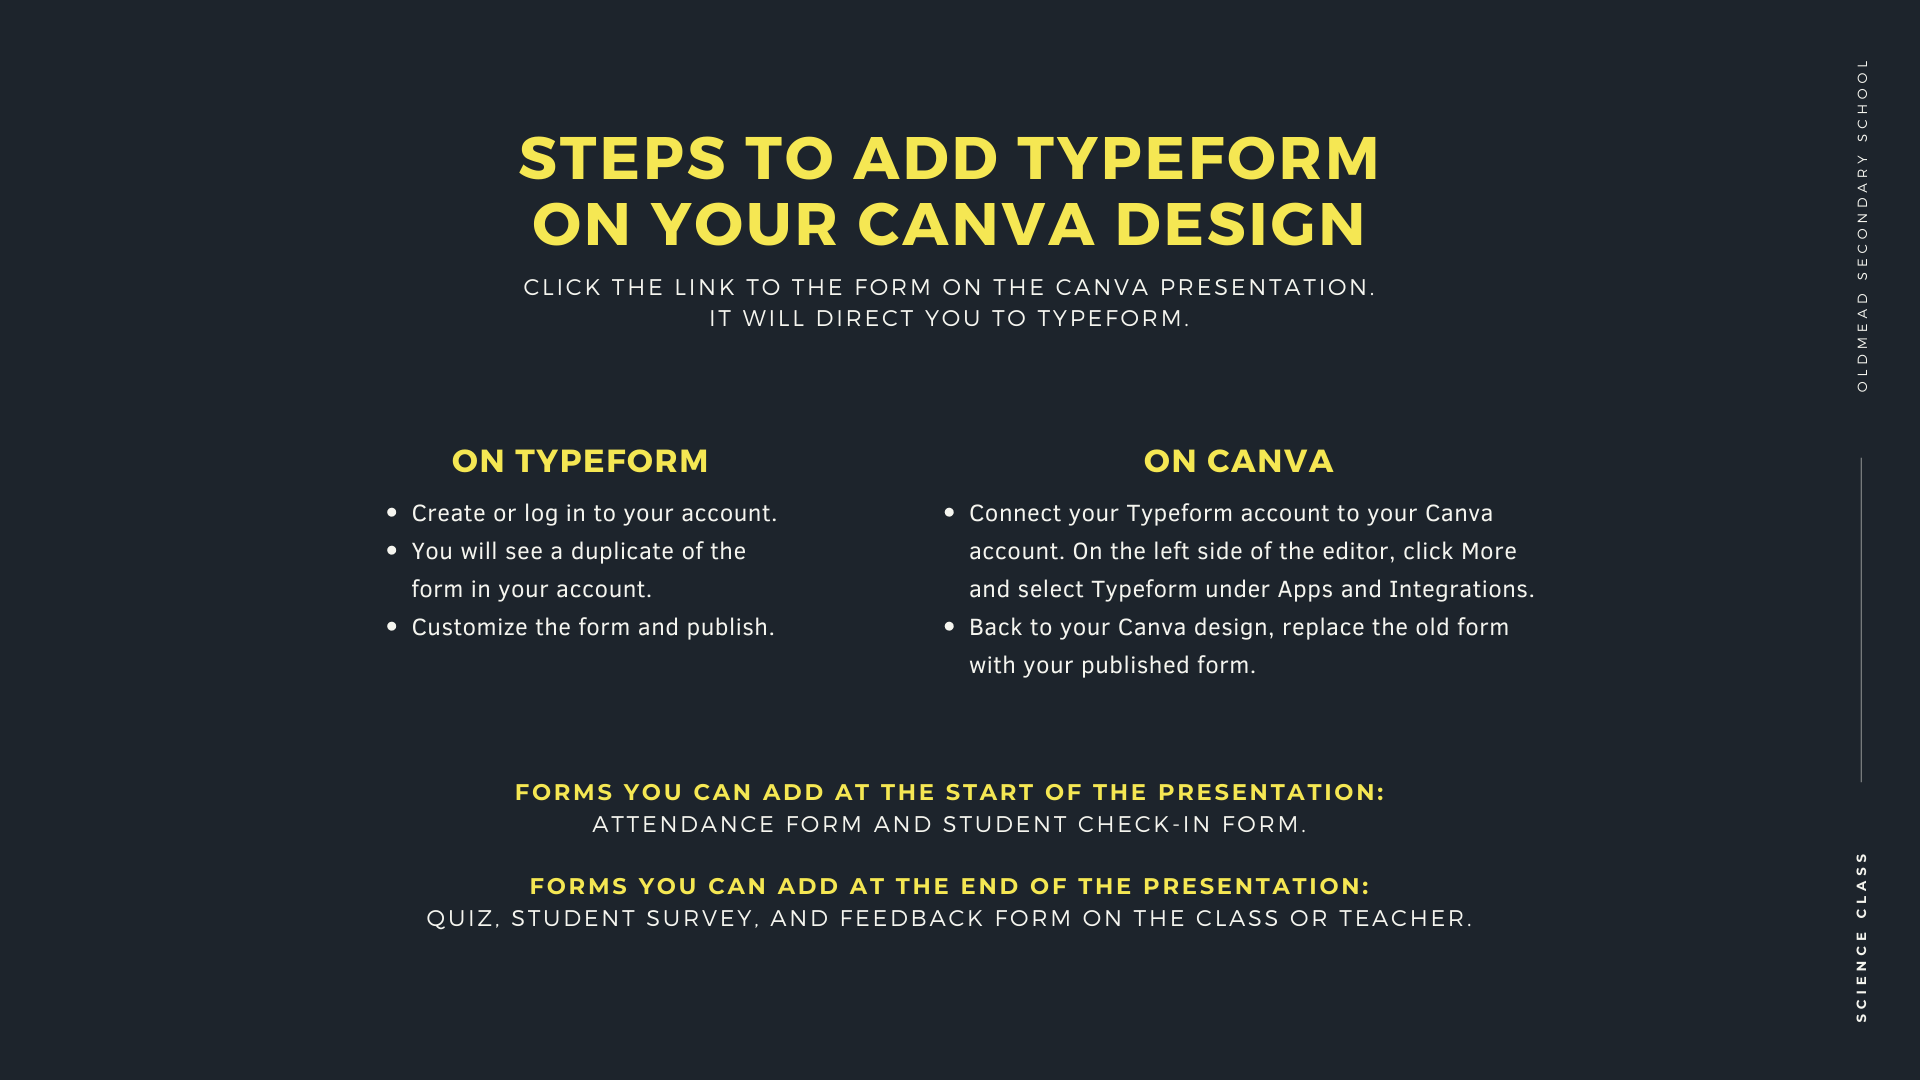 STEPS TO ADD TYPEFORM
ON YOUR CANVA DESIGN
CLICK THE LINK TO THE FORM ON THE CANVA PRESENTATION.
IT WILL DIRECT YOU TO TYPEFORM.
ON TYPEFORM
• Create or log in to your account.
• You will see a duplicate of the
form in your account.
• Customize the form and publish.
ON CANVA
• Connect your Typeform account to your Canva
account. On the left side of the editor, click More
and select Typeform under Apps and Integrations.
• Back to your Canva design, replace the old form
with your published form.
FORMS YOU CAN ADD AT THE START OF THE PRESENTATION:
ATTENDANCE FORM AND STUDENT CHECK-IN FORM.
FORMS YOU CAN ADD AT THE END OF THE PRESENTATION:
QUIZ, STUDENT SURVEY, AND FEEDBACK FORM ON THE CLASS OR TEACHER.
OLDMEAD SECONDARY SCHOOL
SCIENCE CLASS